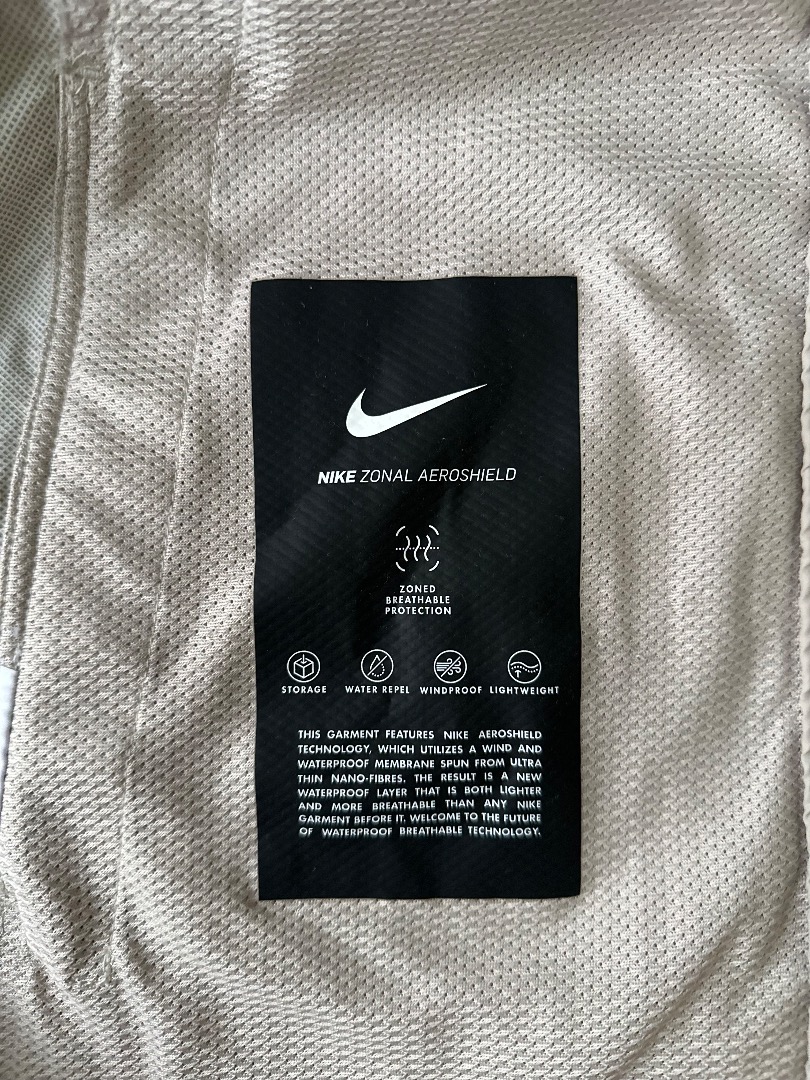 NIKE ZONAL AEROSHIELD
ZONED
BREATHABLE
PROTECTION
STORAGE WATER REPEL WINDPROOF LIGHTWEIGHT
THIS GARMENT FEATURES NIKE AEROSHIELD
TECHNOLOGY, WHICH UTILIZES A WIND AND
WATERPROOF MEMBRANE SPUN FROM ULTRA
THIN NANO-FIBRES. THE RESULT IS A NEW
WATERPROOF LAYER THAT IS BOTH LIGHTER
AND MORE BREATHABLE THAN ANY NIKE
GARMENT BEFORE IT. WELCOME TO THE FUTURE
OF WATERPROOF BREATHABLE TECHNOLOGY.